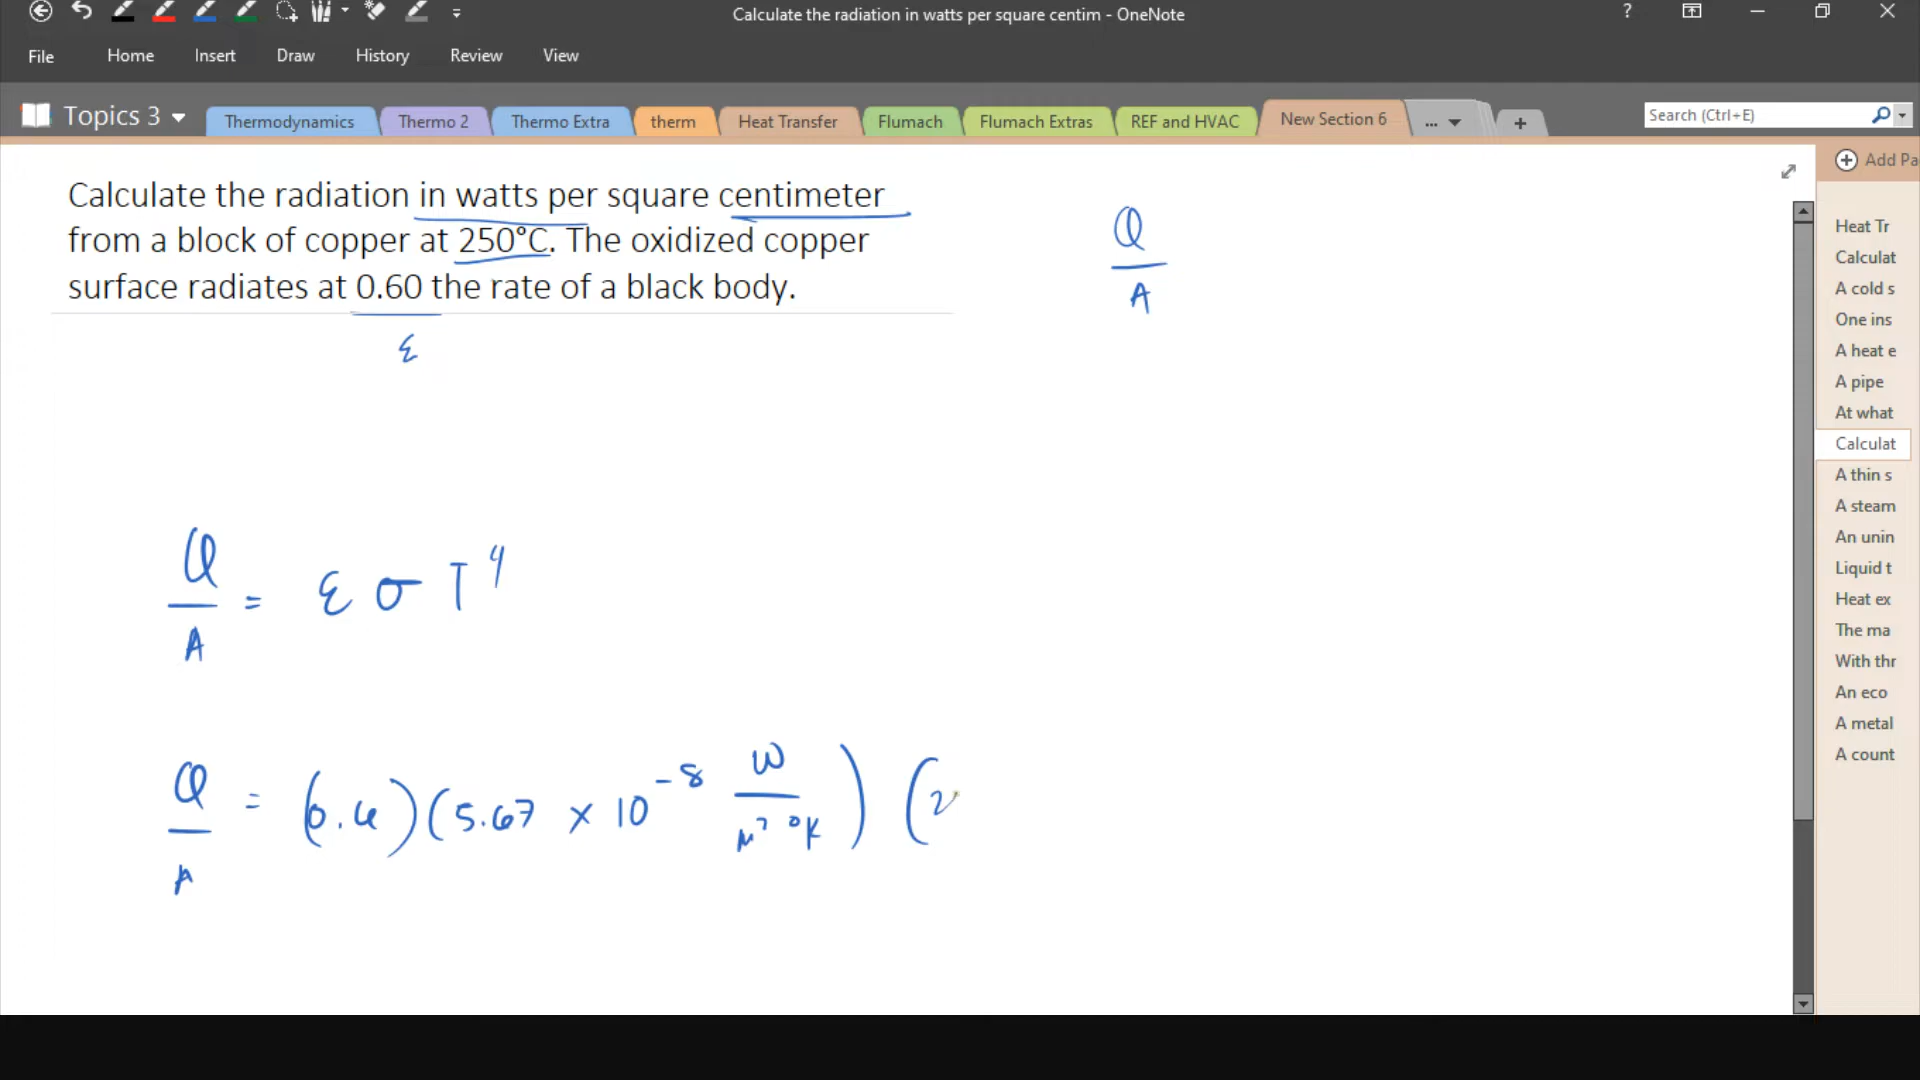 Calculate the radiation in watts per square centim - OneNote
?
File Home Insert Draw History Review View
Topics 3
Thermodynamics Thermo 2 Thermo Extra therm Heat Transfer Flumach Flumach Extras REF and HVAC New Section 6 ... +
Search (Ctrl+E)
Add Pa
Calculate the radiation in watts per square centimeter
from a block of copper at 250°C. The oxidized copper
surface radiates at 0.60 the rate of a black body.
ε
Q
A
Q/A = ε σ T⁴
Q/A = (0.6)(5.67 x 10⁻⁸ W/m² °K) (2
Heat Tr
Calculat
A cold s
One ins
A heat e
A pipe
At what
Calculat
A thin s
A steam
An unin
Liquid t
Heat ex
The ma
With thr
An eco
A metal
A count